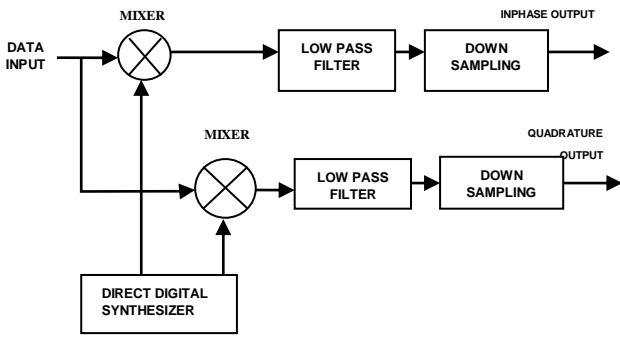 MIXER
INPHASE OUTPUT
DATA
INPUT
LOW PASS
FILTER
DOWN
SAMPLING
MIXER
QUADRATURE
OUTPUT
LOW PASS
FILTER
DOWN
SAMPLING
DIRECT DIGITAL
SYNTHESIZER